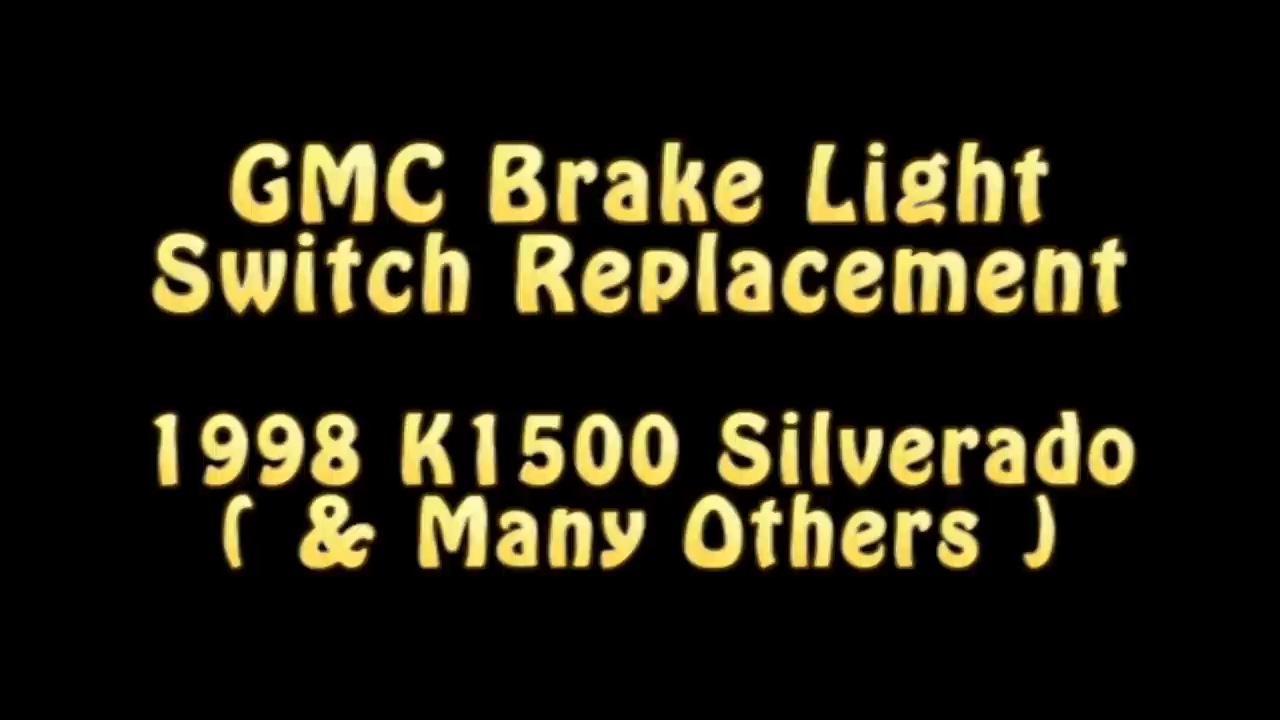 GMC Brake Light
Switch Replacement
1998 K1500 Silverado
( & Many Others )